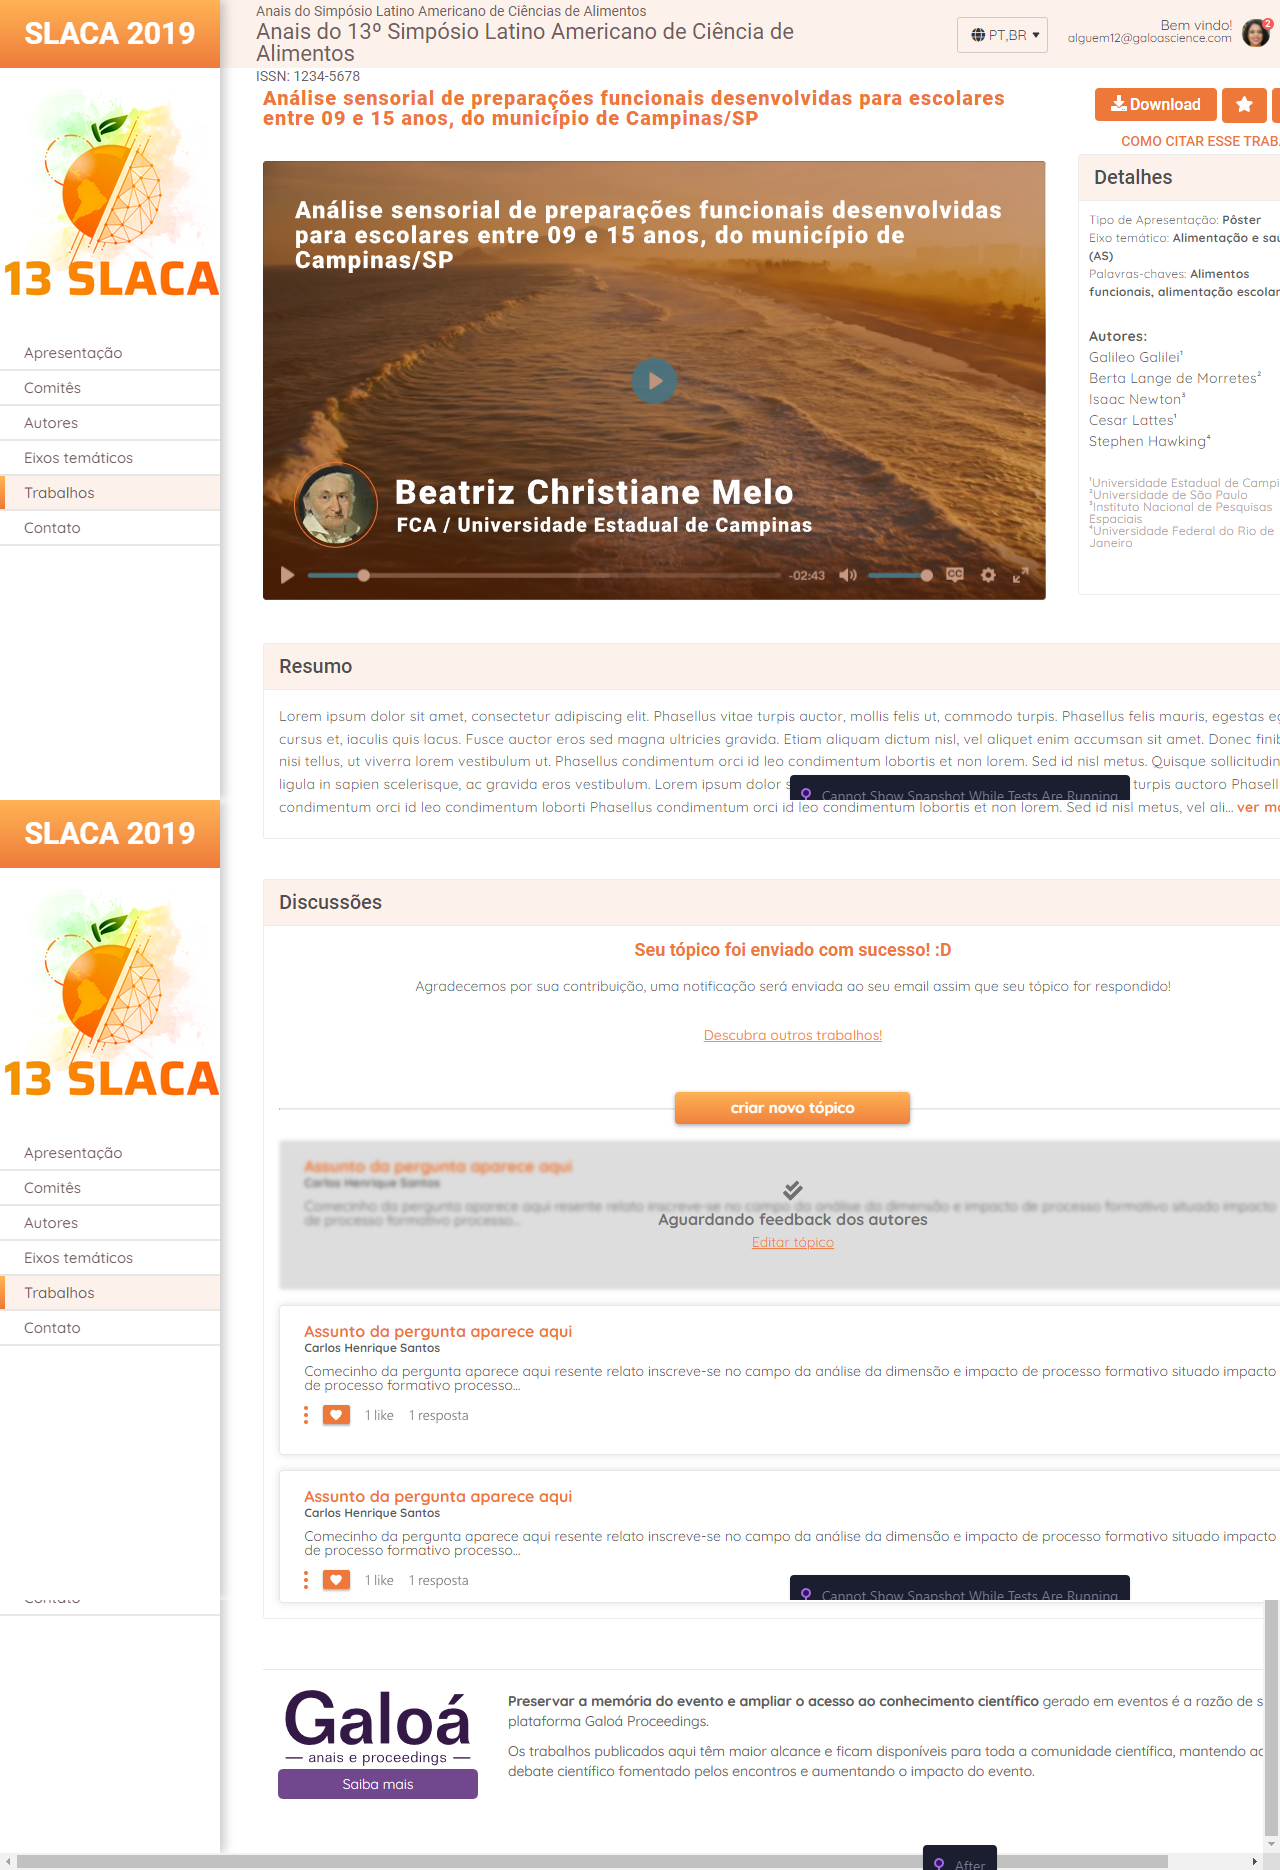 SLACA 2019
Anais do Simpósio Latino Americano de Ciências de Alimentos
Anais do 13º Simpósio Latino Americano de Ciência de
Alimentos
ISSN: 1234-5678
PT,BR
Bem vindo!
alguem12@galoascience.com
2
13 SLACA
Apresentação
Comitês
Autores
Eixos temáticos
Trabalhos
Contato
Análise sensorial de preparações funcionais desenvolvidas para escolares
entre 09 e 15 anos, do município de Campinas/SP
Download
COMO CITAR ESSE TRAB
Análise sensorial de preparações funcionais desenvolvidas
para escolares entre 09 e 15 anos, do município de
Campinas/SP
Beatriz Christiane Melo
FCA / Universidade Estadual de Campinas
-02:43
CC
Detalhes
Tipo de Apresentação: Pôster
Eixo temático: Alimentação e saú
(AS)
Palavras-chaves: Alimentos
funcionais, alimentação escolar
Autores:
Galileo Galilei¹
Berta Lange de Morretes²
Isaac Newton³
Cesar Lattes¹
Stephen Hawking⁴
¹Universidade Estadual de Campi
²Universidade de São Paulo
³Instituto Nacional de Pesquisas
Espaciais
⁴Universidade Federal do Rio de
Janeiro
Resumo
Lorem ipsum dolor sit amet, consectetur adipiscing elit. Phasellus vitae turpis auctor, mollis felis ut, commodo turpis. Phasellus felis mauris, egestas eg
cursus et, iaculis quis lacus. Fusce auctor eros sed magna ultricies gravida. Etiam aliquam dictum nisl, vel aliquet enim accumsan sit amet. Donec finib
nisi tellus, ut viverra lorem vestibulum ut. Phasellus condimentum orci id leo condimentum lobortis et non lorem. Sed id nisl metus. Quisque sollicitudin
ligula in sapien scelerisque, ac gravida eros vestibulum. Lorem ipsum dolor s turpis auctoro Phasell
Cannot Show Snapshot While Tests Are Running
condimentum orci id leo condimentum loborti Phasellus condimentum orci id leo condimentum lobortis et non lorem. Sed id nisl metus, vel ali... ver mo
SLACA 2019
13 SLACA
Apresentação
Comitês
Autores
Eixos temáticos
Trabalhos
Contato
Discussões
Seu tópico foi enviado com sucesso! :D
Agradecemos por sua contribuição, uma notificação será enviada ao seu email assim que seu tópico for respondido!
Descubra outros trabalhos!
criar novo tópico
Assunto da pergunta aparece aqui
Carlos Henrique Santos
Comecinho da pergunta aparece aqui resente relato inscreve-se no campo da análise da dimensão e impacto de processo formativo situado impacto
de processo formativo processo...
Aguardando feedback dos autores
Editar tópico
Assunto da pergunta aparece aqui
Carlos Henrique Santos
Comecinho da pergunta aparece aqui resente relato inscreve-se no campo da análise da dimensão e impacto de processo formativo situado impacto
de processo formativo processo...
1 like 1 resposta
Assunto da pergunta aparece aqui
Carlos Henrique Santos
Comecinho da pergunta aparece aqui resente relato inscreve-se no campo da análise da dimensão e impacto de processo formativo situado impacto
de processo formativo processo...
1 like 1 resposta
Cannot Show Snapshot While Tests Are Running
Contato
Galoá
anais e proceedings
Saiba mais
Preservar a memória do evento e ampliar o acesso ao conhecimento científico gerado em eventos é a razão de s
plataforma Galoá Proceedings.
Os trabalhos publicados aqui têm maior alcance e ficam disponíveis para toda a comunidade científica, mantendo ac
debate científico fomentado pelos encontros e aumentando o impacto do evento.
After